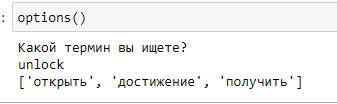 : options()
Какой термин вы ищете?
unlock
['открыть', 'достижение', 'получить']